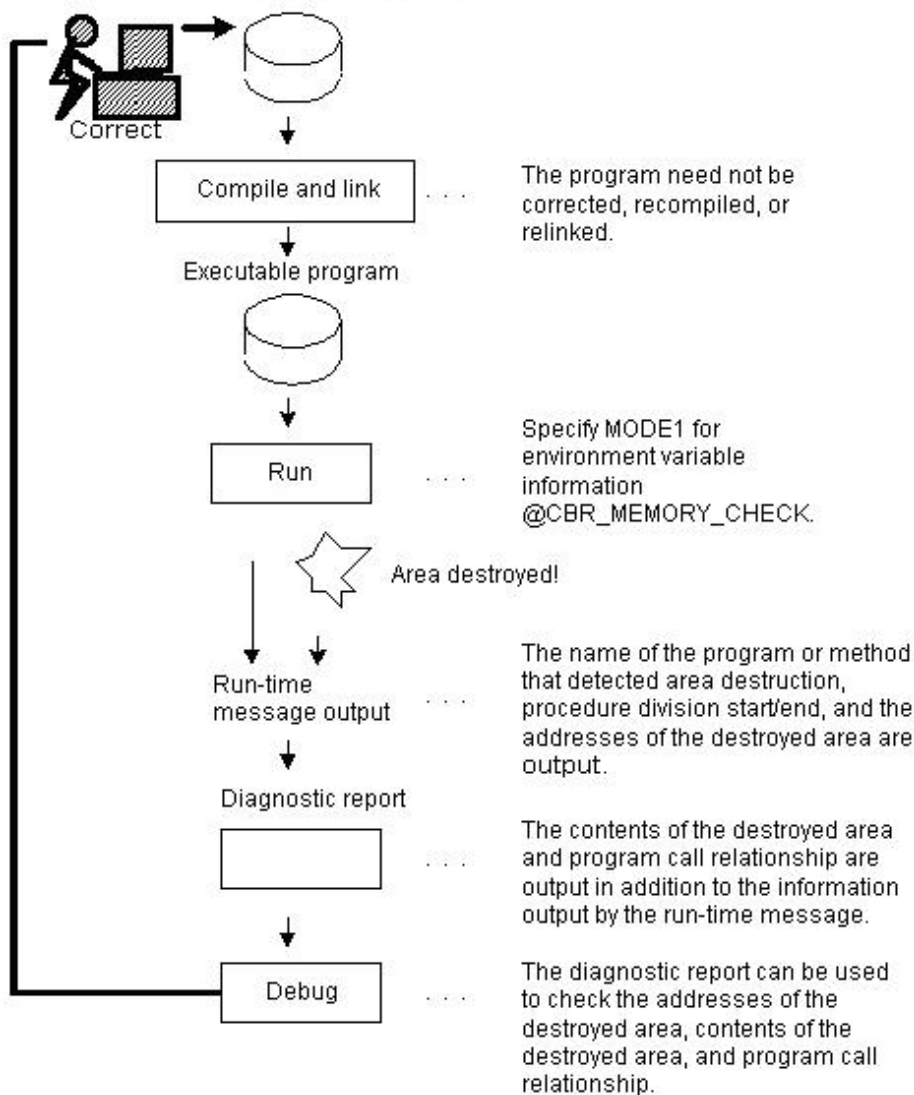 Correct
Compile and link
. . .
The program need not be
corrected, recompiled, or
relinked.
Executable program
Run
. . .
Specify MODE1 for
environment variable
information
@CBR_MEMORY_CHECK.
Area destroyed!
Run-time
message output
. . .
The name of the program or method
that detected area destruction,
procedure division start/end, and the
addresses of the destroyed area are
output.
Diagnostic report
. . .
The contents of the destroyed area
and program call relationship are
output in addition to the information
output by the run-time message.
Debug
. . .
The diagnostic report can be used
to check the addresses of the
destroyed area, contents of the
destroyed area, and program call
relationship.